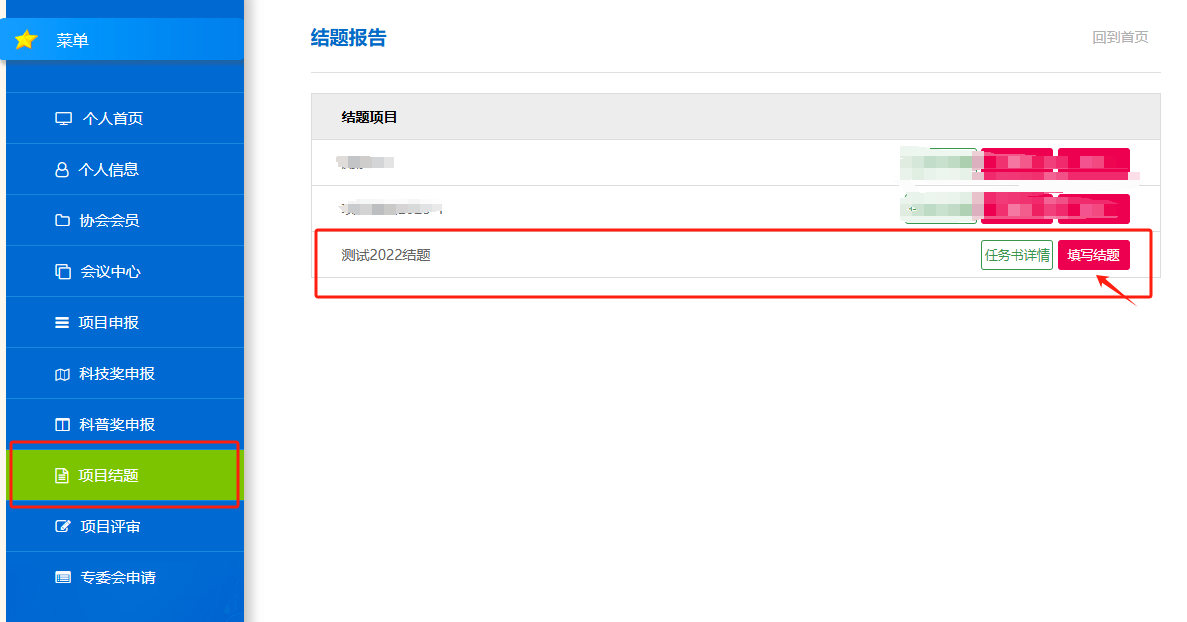 菜单
个人首页
个人信息
协会会员
会议中心
项目申报
科技奖申报
科普奖申报
项目结题
项目评审
专委会申请
结题报告
回到首页
结题项目
测试2022结题
任务书详情
填写结题